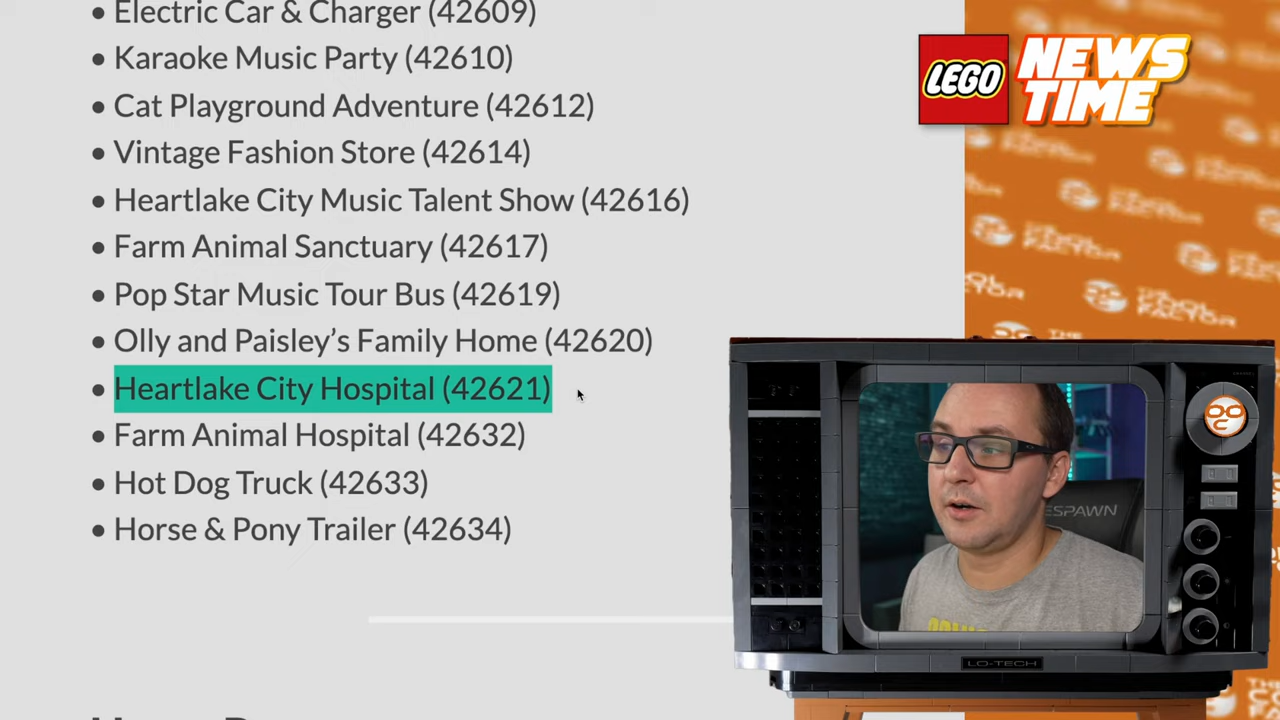 • Electric Car & Charger (42609)
• Karaoke Music Party (42610)
• Cat Playground Adventure (42612)
• Vintage Fashion Store (42614)
• Heartlake City Music Talent Show (42616)
• Farm Animal Sanctuary (42617)
• Pop Star Music Tour Bus (42619)
• Olly and Paisley’s Family Home (42620)
• Heartlake City Hospital (42621)
• Farm Animal Hospital (42632)
• Hot Dog Truck (42633)
• Horse & Pony Trailer (42634)
LEGO
NEWS
TIME
ESPAWN
LO-TECH